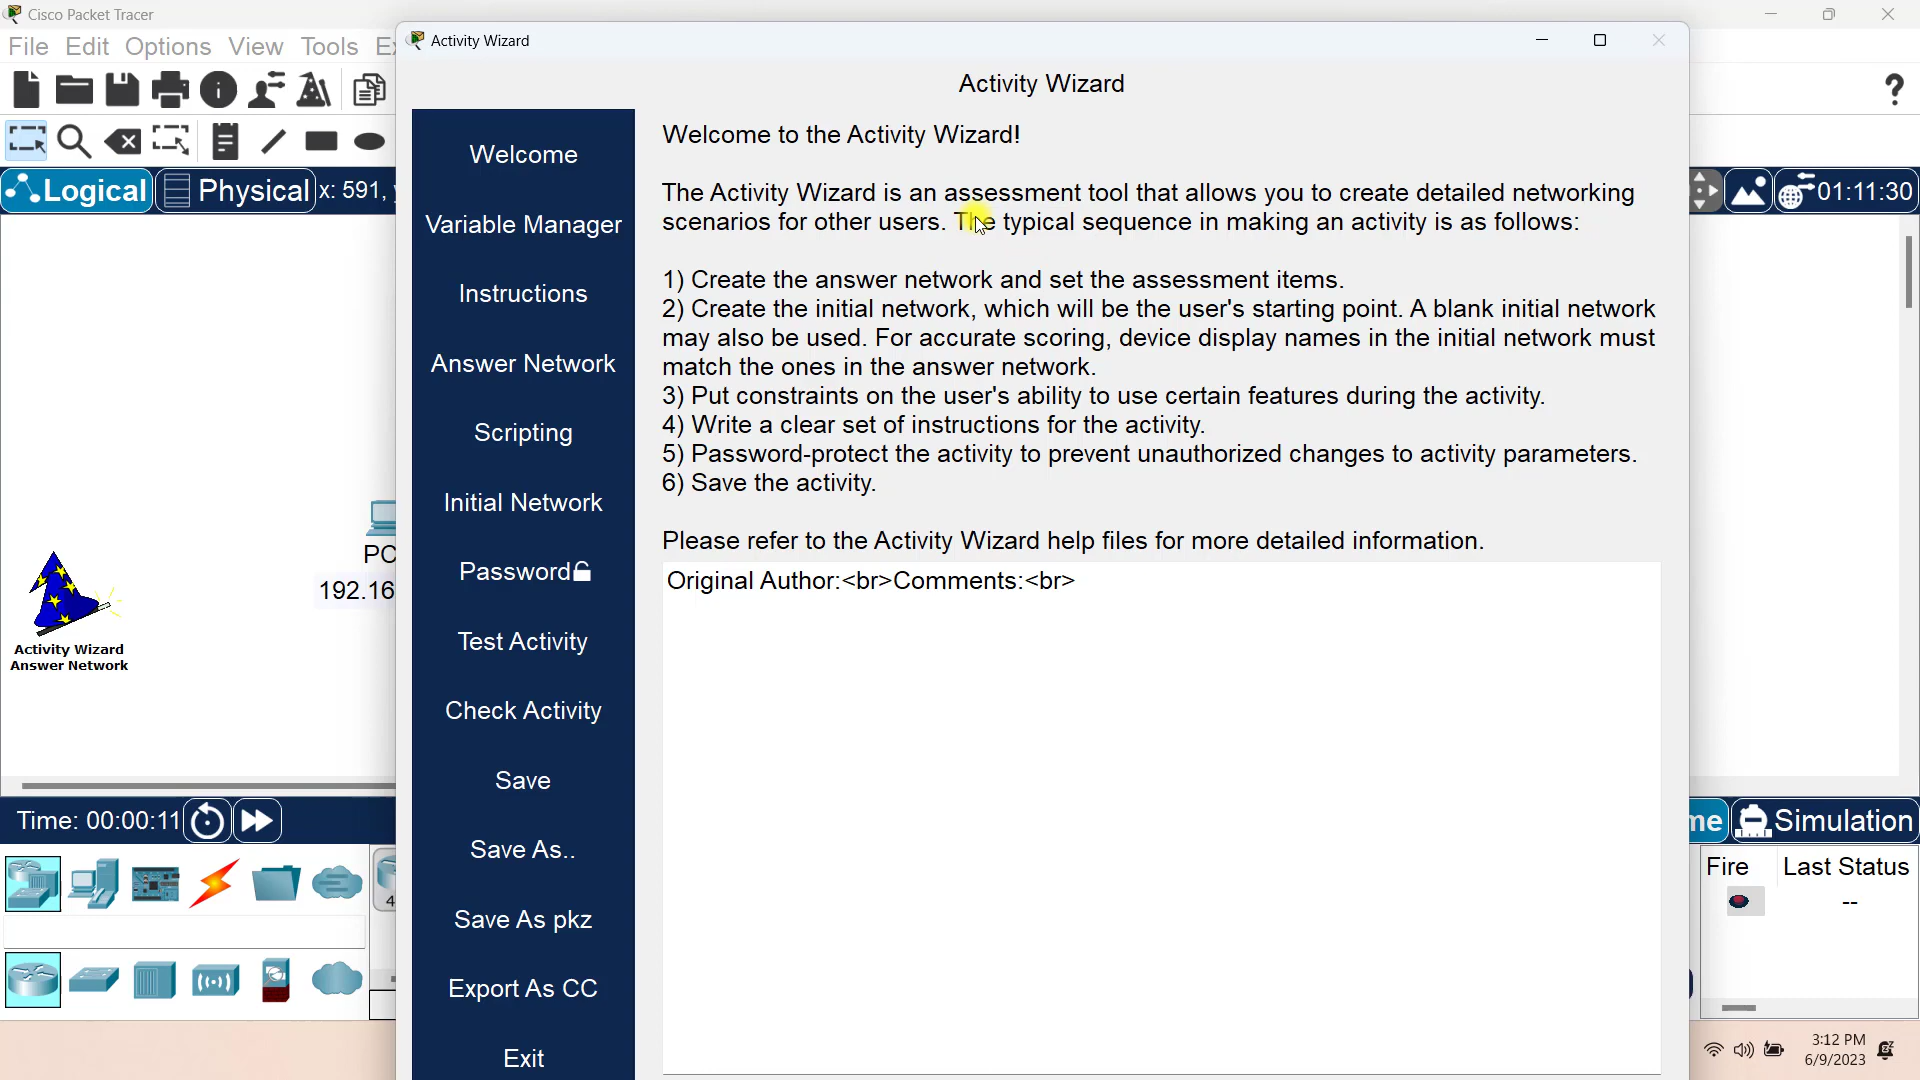 Cisco Packet Tracer
File Edit Options View Tools
Logical Physical x: 591,
PC
192.16
Activity Wizard
Answer Network
Time: 00:00:11
4
Activity Wizard
Activity Wizard
Welcome
Variable Manager
Instructions
Answer Network
Scripting
Initial Network
Password
Test Activity
Check Activity
Save
Save As..
Save As pkz
Export As CC
Exit
Welcome to the Activity Wizard!
The Activity Wizard is an assessment tool that allows you to create detailed networking
scenarios for other users. The typical sequence in making an activity is as follows:
1) Create the answer network and set the assessment items.
2) Create the initial network, which will be the user's starting point. A blank initial network
may also be used. For accurate scoring, device display names in the initial network must
match the ones in the answer network.
3) Put constraints on the user's ability to use certain features during the activity.
4) Write a clear set of instructions for the activity.
5) Password-protect the activity to prevent unauthorized changes to activity parameters.
6) Save the activity.
Please refer to the Activity Wizard help files for more detailed information.
Original Author:<br>Comments:<br>
?
01:11:30
me Simulation
Fire Last Status
--
3:12 PM
6/9/2023